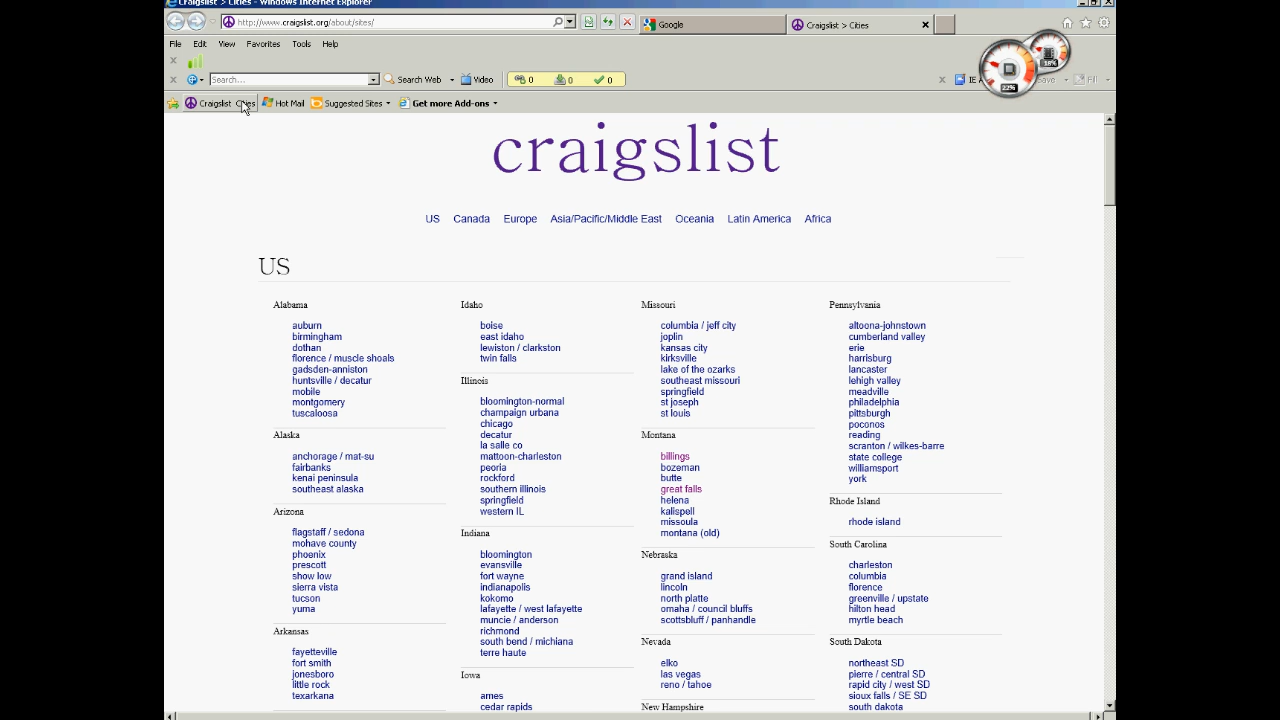 Craigslist > Cities - Windows Internet Explorer
http://www.craigslist.org/about/sites/
Google
Craigslist > Cities
File Edit View Favorites Tools Help
Search... Search Web Video 0 0 0
22%
18%
Craigslist Cities Hot Mail Suggested Sites Get more Add-ons
craigslist
US Canada Europe Asia/Pacific/Middle East Oceania Latin America Africa
US
Alabama
auburn
birmingham
dothan
florence / muscle shoals
gadsden-anniston
huntsville / decatur
mobile
montgomery
tuscaloosa
Alaska
anchorage / mat-su
fairbanks
kenai peninsula
southeast alaska
Arizona
flagstaff / sedona
mohave county
phoenix
prescott
show low
sierra vista
tucson
yuma
Arkansas
fayetteville
fort smith
jonesboro
little rock
texarkana
Idaho
boise
east idaho
lewiston / clarkston
twin falls
Illinois
bloomington-normal
champaign urbana
chicago
decatur
la salle co
mattoon-charleston
peoria
rockford
southern illinois
springfield
western IL
Indiana
bloomington
evansville
fort wayne
indianapolis
kokomo
lafayette / west lafayette
muncie / anderson
richmond
south bend / michiana
terre haute
Iowa
ames
cedar rapids
Missouri
columbia / jeff city
joplin
kansas city
kirksville
lake of the ozarks
southeast missouri
springfield
st joseph
st louis
Montana
billings
bozeman
butte
great falls
helena
kalispell
missoula
montana (old)
Nebraska
grand island
lincoln
north platte
omaha / council bluffs
scottsbluff / panhandle
Nevada
elko
las vegas
reno / tahoe
New Hampshire
Pennsylvania
altoona-johnstown
cumberland valley
erie
harrisburg
lancaster
lehigh valley
meadville
philadelphia
pittsburgh
poconos
reading
scranton / wilkes-barre
state college
williamsport
york
Rhode Island
rhode island
South Carolina
charleston
columbia
florence
greenville / upstate
hilton head
myrtle beach
South Dakota
northeast SD
pierre / central SD
rapid city / west SD
sioux falls / SE SD
south dakota